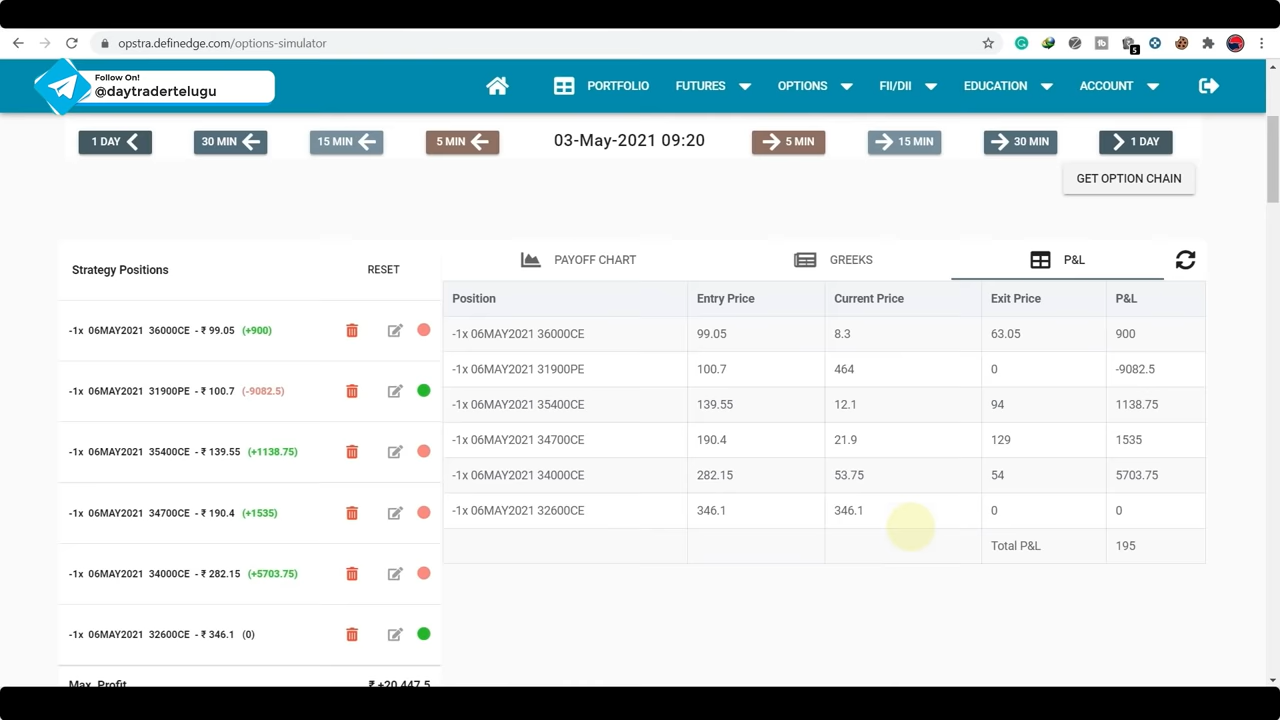 opstra.definedge.com/options-simulator
5
Follow On!
@daytradertelugu
PORTFOLIO FUTURES OPTIONS FII/DII EDUCATION ACCOUNT
1 DAY 30 MIN 15 MIN 5 MIN 03-May-2021 09:20 5 MIN 15 MIN 30 MIN 1 DAY
GET OPTION CHAIN
Strategy Positions RESET
-1x 06MAY2021 36000CE - ₹ 99.05 (+900)
-1x 06MAY2021 31900PE - ₹ 100.7 (-9082.5)
-1x 06MAY2021 35400CE - ₹ 139.55 (+1138.75)
-1x 06MAY2021 34700CE - ₹ 190.4 (+1535)
-1x 06MAY2021 34000CE - ₹ 282.15 (+5703.75)
-1x 06MAY2021 32600CE - ₹ 346.1 (0)
Max. Profit ₹ +20,447.5
PAYOFF CHART GREEKS P&L
Position Entry Price Current Price Exit Price P&L
-1x 06MAY2021 36000CE 99.05 8.3 63.05 900
-1x 06MAY2021 31900PE 100.7 464 0 -9082.5
-1x 06MAY2021 35400CE 139.55 12.1 94 1138.75
-1x 06MAY2021 34700CE 190.4 21.9 129 1535
-1x 06MAY2021 34000CE 282.15 53.75 54 5703.75
-1x 06MAY2021 32600CE 346.1 346.1 0 0
Total P&L 195